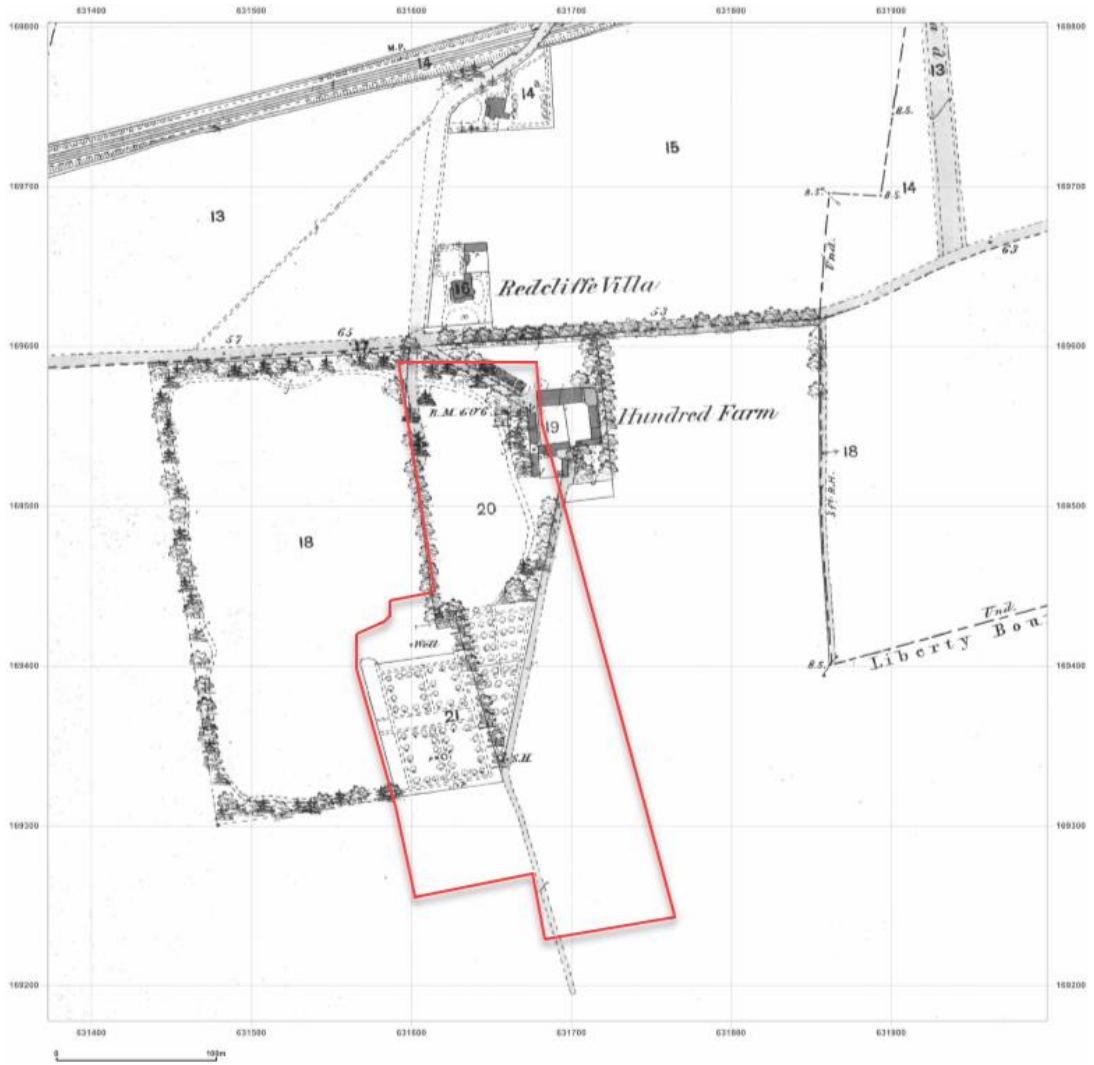 631400 631500 631600 631700 631800 631900
169800 169800
M.P.
14
14a
13
B.S.
15
169700 169700
13
B.S. B.S. 14
Und.
63
16
Redcliffe Villa
53
65
57
17
169600 169600
B.M. 60·6
19
Hundred Farm
20
18
169500 169500
18
Und.
Liberty Bou
Well
B.S.
169400 169400
21
169300 169300
169200 169200
631400 631500 631600 631700 631800 631900
0 100m